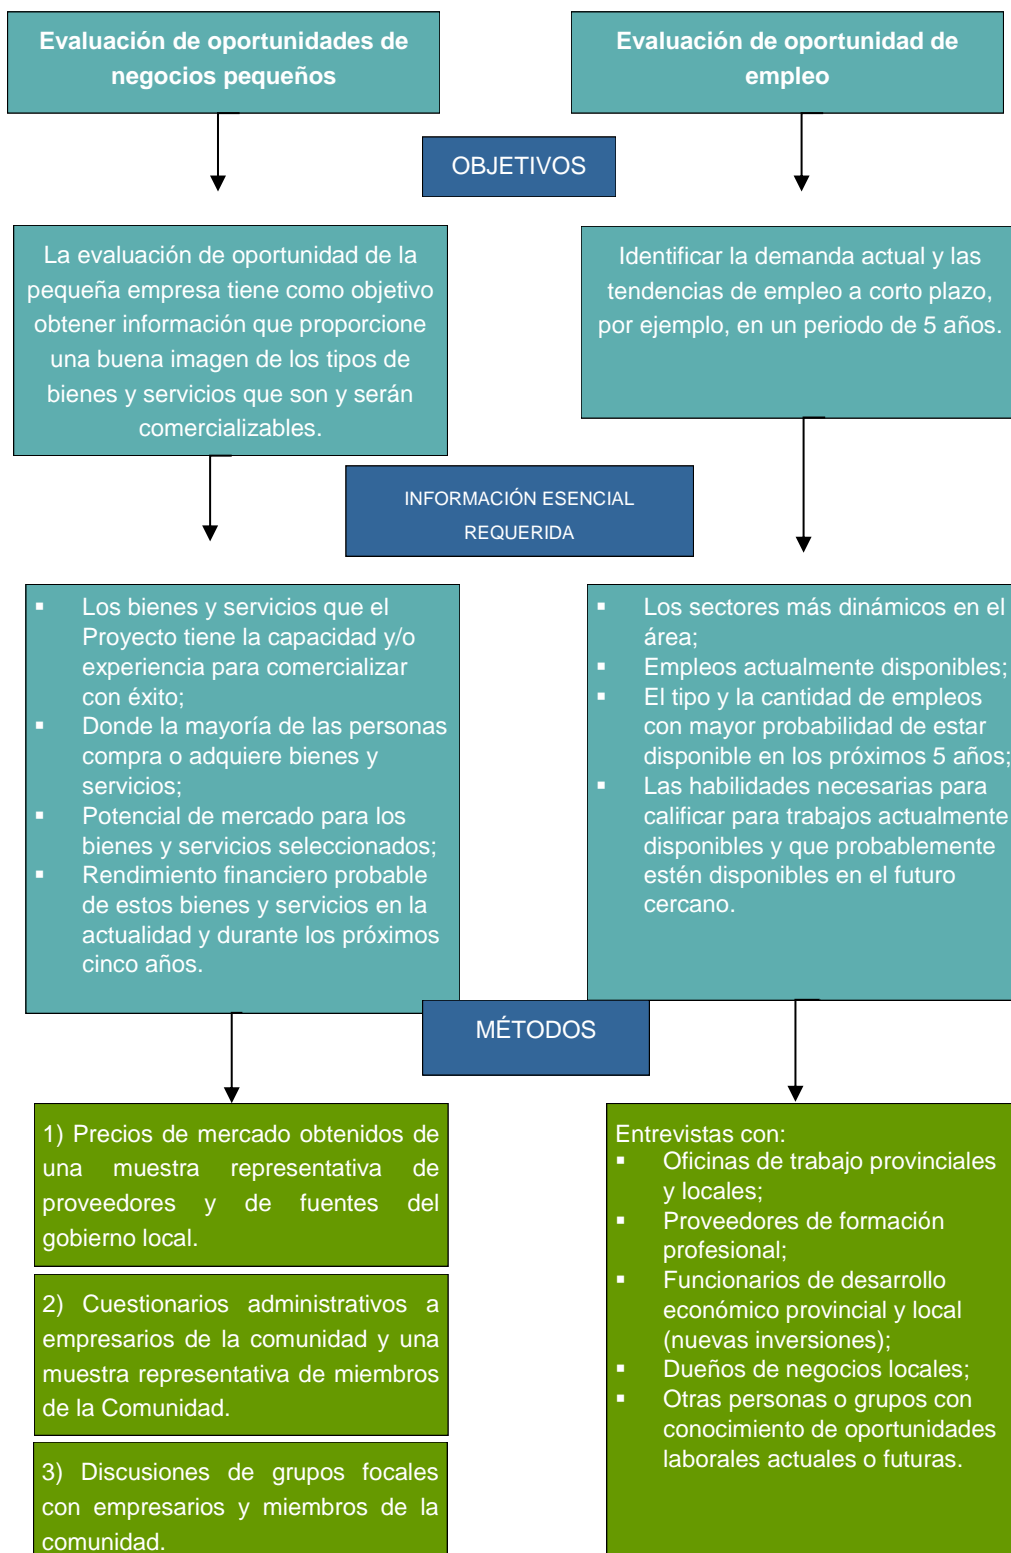 Evaluación de oportunidades de
negocios pequeños
Evaluación de oportunidad de
empleo
OBJETIVOS
La evaluación de oportunidad de la
pequeña empresa tiene como objetivo
obtener información que proporcione
una buena imagen de los tipos de
bienes y servicios que son y serán
comercializables.
Identificar la demanda actual y las
tendencias de empleo a corto plazo,
por ejemplo, en un periodo de 5 años.
INFORMACIÓN ESENCIAL
REQUERIDA
▪ Los bienes y servicios que el
Proyecto tiene la capacidad y/o
experiencia para comercializar
con éxito;
▪ Donde la mayoría de las personas
compra o adquiere bienes y
servicios;
▪ Potencial de mercado para los
bienes y servicios seleccionados;
▪ Rendimiento financiero probable
de estos bienes y servicios en la
actualidad y durante los próximos
cinco años.
▪ Los sectores más dinámicos en el
área;
▪ Empleos actualmente disponibles;
▪ El tipo y la cantidad de empleos
con mayor probabilidad de estar
disponible en los próximos 5 años;
▪ Las habilidades necesarias para
calificar para trabajos actualmente
disponibles y que probablemente
estén disponibles en el futuro
cercano.
MÉTODOS
1) Precios de mercado obtenidos de
una muestra representativa de
proveedores y de fuentes del
gobierno local.
2) Cuestionarios administrativos a
empresarios de la comunidad y una
muestra representativa de miembros
de la Comunidad.
3) Discusiones de grupos focales
con empresarios y miembros de la
comunidad.
Entrevistas con:
▪ Oficinas de trabajo provinciales
y locales;
▪ Proveedores de formación
profesional;
▪ Funcionarios de desarrollo
económico provincial y local
(nuevas inversiones);
▪ Dueños de negocios locales;
▪ Otras personas o grupos con
conocimiento de oportunidades
laborales actuales o futuras.